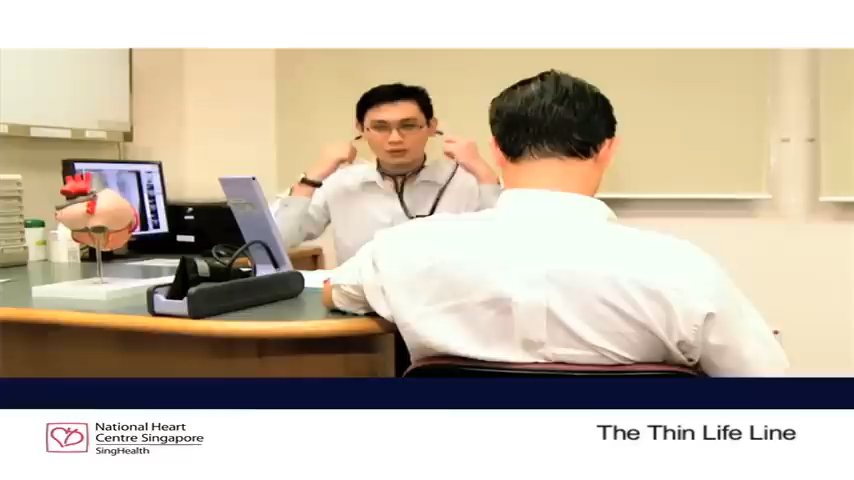 National Heart
Centre Singapore
SingHealth
The Thin Life Line